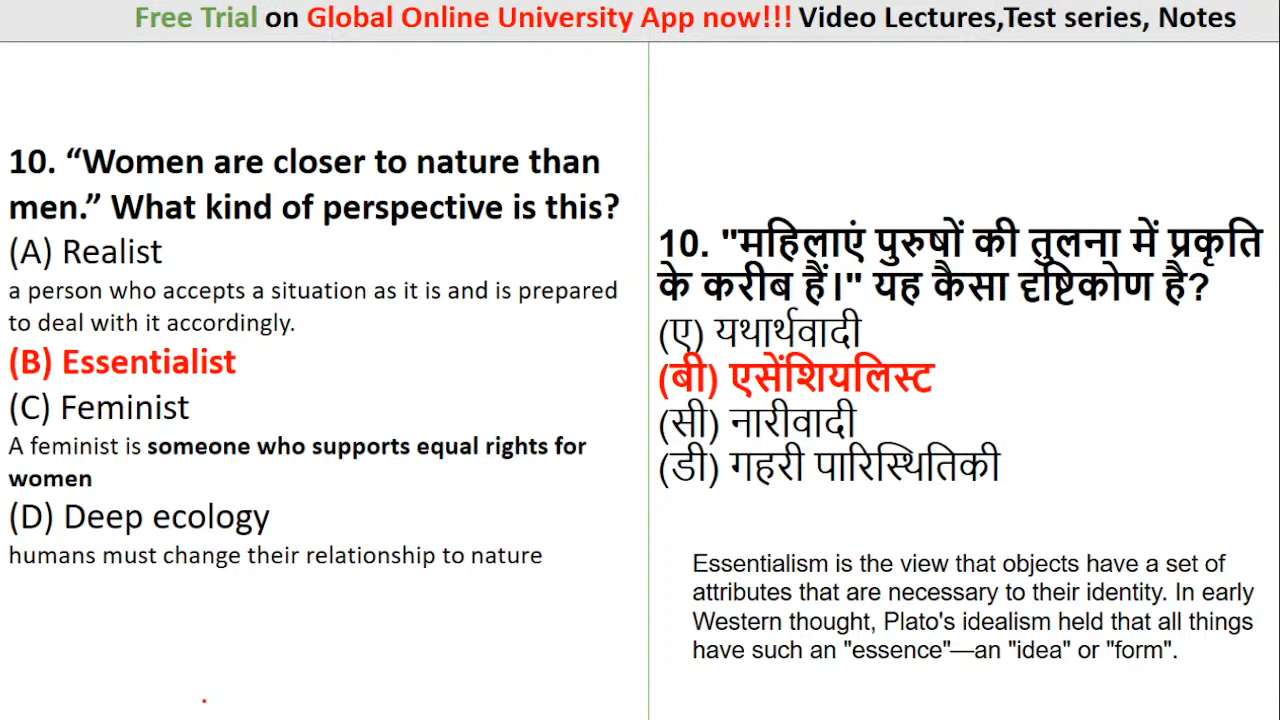 Free Trial on Global Online University App now!!! Video Lectures,Test series, Notes
10. “Women are closer to nature than
men.” What kind of perspective is this?
(A) Realist
a person who accepts a situation as it is and is prepared
to deal with it accordingly.
(B) Essentialist
(C) Feminist
A feminist is someone who supports equal rights for
women
(D) Deep ecology
humans must change their relationship to nature
10. "महिलाएं पुरुषों की तुलना में प्रकृति
के करीब हैं।" यह कैसा दृष्टिकोण है?
(ए) यथार्थवादी
(बी) एसेंशियलिस्ट
(सी) नारीवादी
(डी) गहरी पारिस्थितिकी
Essentialism is the view that objects have a set of
attributes that are necessary to their identity. In early
Western thought, Plato's idealism held that all things
have such an "essence"—an "idea" or "form".